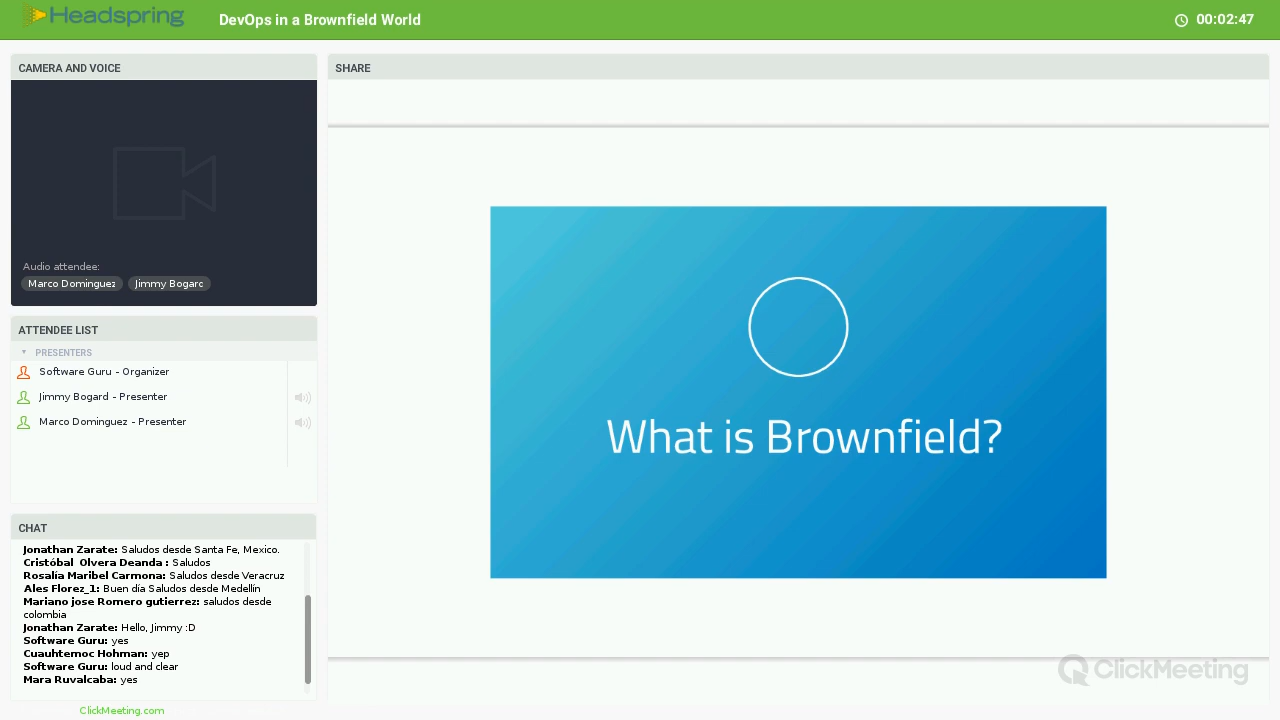 Headspring
DevOps in a Brownfield World
00:02:47
CAMERA AND VOICE
Audio attendee:
Marco Dominguez
Jimmy Bogarc
ATTENDEE LIST
PRESENTERS
Software Guru - Organizer
Jimmy Bogard - Presenter
Marco Dominguez - Presenter
CHAT
Jonathan Zarate: Saludos desde Santa Fe, Mexico.
Cristóbal Olvera Deanda : Saludos
Rosalía Maribel Carmona: Saludos desde Veracruz
Ales Florez_1: Buen día Saludos desde Medellín
Mariano jose Romero gutierrez: saludos desde
colombia
Jonathan Zarate: Hello, Jimmy :D
Software Guru: yes
Cuauhtemoc Hohman: yep
Software Guru: loud and clear
Mara Ruvalcaba: yes
ClickMeeting.com
SHARE
What is Brownfield?
ClickMeeting